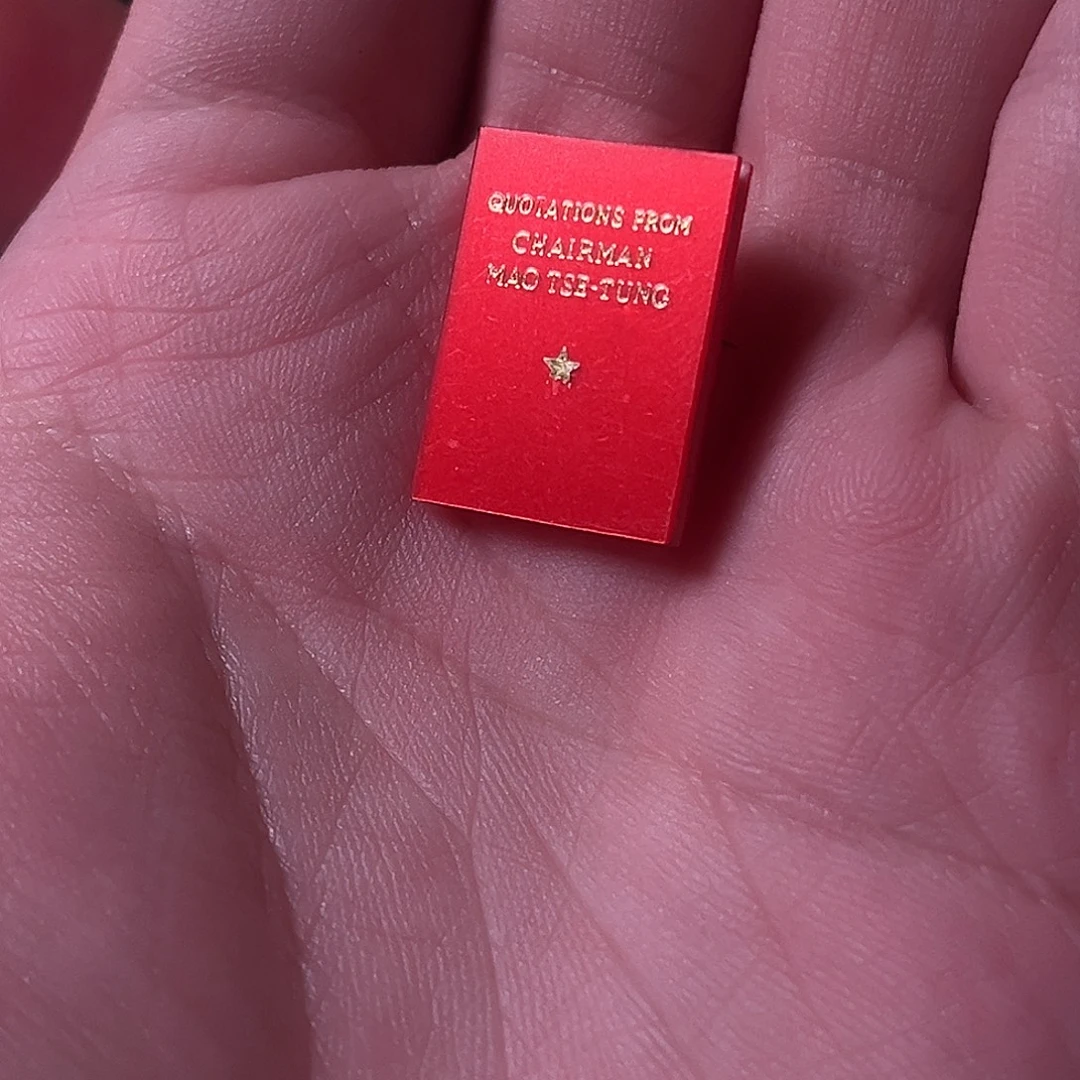 QUOTATIONS FROM
CHAIRMAN
MAO TSE-TUNG